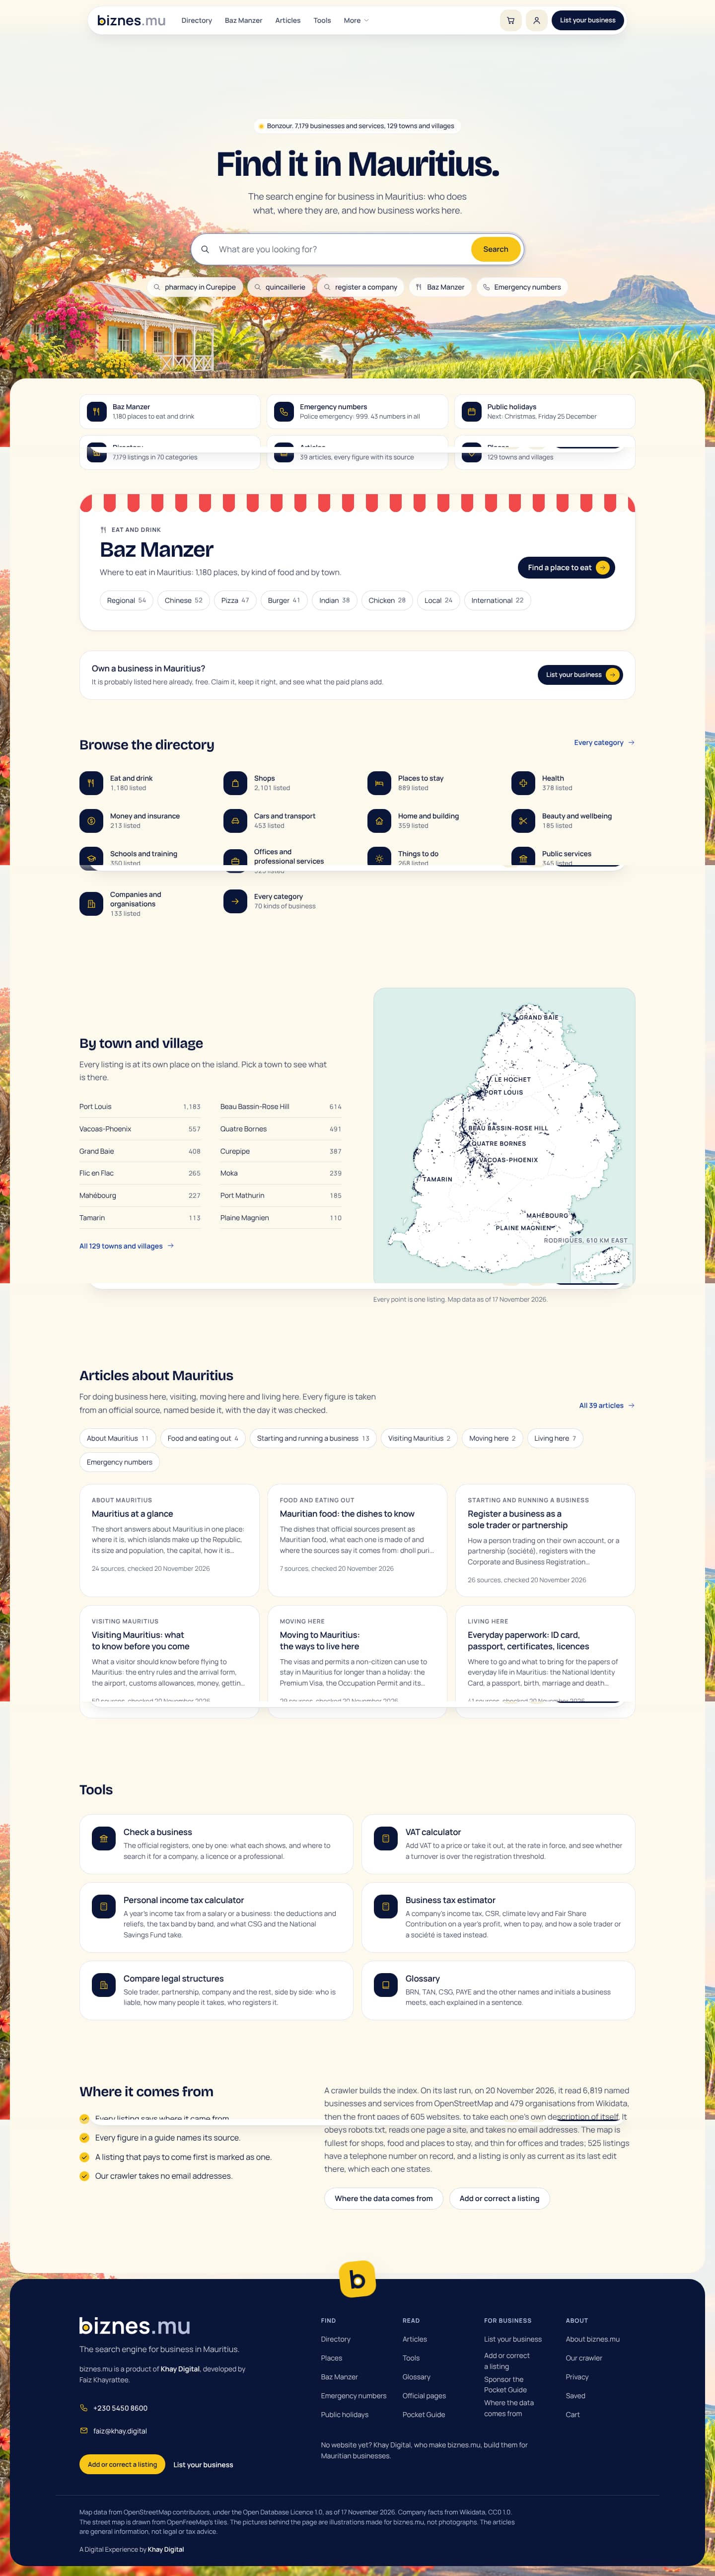 biznes.mu
Directory Baz Manzer Articles Tools More
List your business
Bonzour. 7,179 businesses and services, 129 towns and villages
Find it in Mauritius.
The search engine for business in Mauritius: who does
what, where they are, and how business works here.
What are you looking for?
Search
pharmacy in Curepipe
quincaillerie
register a company
Baz Manzer
Emergency numbers
Baz Manzer
1,180 places to eat and drink
Emergency numbers
Police emergency: 999. 43 numbers in all
Public holidays
Next: Christmas, Friday 25 December
7,179 listings in 70 categories
39 articles, every figure with its source
129 towns and villages
EAT AND DRINK
Baz Manzer
Where to eat in Mauritius: 1,180 places, by kind of food and by town.
Find a place to eat
Regional 54
Chinese 52
Pizza 47
Burger 41
Indian 38
Chicken 28
Local 24
International 22
Own a business in Mauritius?
It is probably listed here already, free. Claim it, keep it right, and see what the paid plans add.
List your business
Browse the directory
Every category
Eat and drink
1,180 listed
Shops
2,101 listed
Places to stay
889 listed
Health
378 listed
Money and insurance
213 listed
Cars and transport
453 listed
Home and building
359 listed
Beauty and wellbeing
185 listed
Schools and training
350 listed
Offices and
professional services
Things to do
268 listed
Public services
345 listed
Companies and
organisations
133 listed
Every category
70 kinds of business
By town and village
Every listing is at its own place on the island. Pick a town to see what
is there.
Port Louis 1,183
Beau Bassin-Rose Hill 614
Vacoas-Phoenix 557
Quatre Bornes 491
Grand Baie 408
Curepipe 387
Flic en Flac 265
Moka 239
Mahébourg 227
Port Mathurin 185
Tamarin 113
Plaine Magnien 110
All 129 towns and villages
GRAND BAIE
LE HOCHET
PORT LOUIS
BEAU BASSIN-ROSE HILL
QUATRE BORNES
VACOAS-PHOENIX
TAMARIN
MAHÉBOURG
PLAINE MAGNIEN
RODRIGUES, 610 KM EAST
Every point is one listing. Map data as of 17 November 2026.
Articles about Mauritius
For doing business here, visiting, moving here and living here. Every figure is taken
from an official source, named beside it, with the day it was checked.
All 39 articles
About Mauritius 11
Food and eating out 4
Starting and running a business 13
Visiting Mauritius 2
Moving here 2
Living here 7
Emergency numbers
ABOUT MAURITIUS
Mauritius at a glance
The short answers about Mauritius in one place:
where it is, which islands make up the Republic,
its size and population, the capital, how it is…
24 sources, checked 20 November 2026
FOOD AND EATING OUT
Mauritian food: the dishes to know
The dishes that official sources present as
Mauritian food, what each one is made of and
where the sources say it comes from: dholl puri…
7 sources, checked 20 November 2026
STARTING AND RUNNING A BUSINESS
Register a business as a
sole trader or partnership
How a person trading on their own account, or a
partnership (société), registers with the
Corporate and Business Registration…
26 sources, checked 20 November 2026
VISITING MAURITIUS
Visiting Mauritius: what
to know before you come
What a visitor should know before flying to
Mauritius: the entry rules and the arrival form,
the airport, customs allowances, money, gettin…
50 sources, checked 20 November 2026
MOVING HERE
Moving to Mauritius:
the ways to live here
The visas and permits a non-citizen can use to
stay in Mauritius for longer than a holiday: the
Premium Visa, the Occupation Permit and its…
29 sources, checked 20 November 2026
LIVING HERE
Everyday paperwork: ID card,
passport, certificates, licences
Where to go and what to bring for the papers of
everyday life in Mauritius: the National Identity
Card, a passport, birth, marriage and death…
41 sources, checked 20 November 2026
Tools
Check a business
The official registers, one by one: what each shows, and where to
search it for a company, a licence or a professional.
VAT calculator
Add VAT to a price or take it out, at the rate in force, and see whether
a turnover is over the registration threshold.
Personal income tax calculator
A year's income tax from a salary or a business: the deductions and
reliefs, the tax band by band, and what CSG and the National
Savings Fund take.
Business tax estimator
A company's income tax, CSR, climate levy and Fair Share
Contribution on a year's profit, when to pay, and how a sole trader or
a société is taxed instead.
Compare legal structures
Sole trader, partnership, company and the rest, side by side: who is
liable, how many people it takes, who registers it.
Glossary
BRN, TAN, CSG, PAYE and the other names and initials a business
meets, each explained in a sentence.
Where it comes from
Every listing says where it came from.
Every figure in a guide names its source.
A listing that pays to come first is marked as one.
Our crawler takes no email addresses.
A crawler builds the index. On its last run, on 20 November 2026, it read 6,819 named
businesses and services from OpenStreetMap and 479 organisations from Wikidata,
then the front pages of 605 websites, to take each one's own description of itself. It
obeys robots.txt, reads one page a site, and takes no email addresses. The map is
fullest for shops, food and places to stay, and thin for offices and trades; 525 listings
have a telephone number on record, and a listing is only as current as its last edit
there, which each one states.
Where the data comes from
Add or correct a listing
b
biznes.mu
The search engine for business in Mauritius.
biznes.mu is a product of Khay Digital, developed by
Faiz Khayrattee.
+230 5450 8600
faiz@khay.digital
Add or correct a listing
List your business
FIND
Directory
Places
Baz Manzer
Emergency numbers
Public holidays
READ
Articles
Tools
Glossary
Official pages
Pocket Guide
FOR BUSINESS
List your business
Add or correct
a listing
Sponsor the
Pocket Guide
Where the data
comes from
ABOUT
About biznes.mu
Our crawler
Privacy
Saved
Cart
No website yet? Khay Digital, who make biznes.mu, build them for
Mauritian businesses.
Map data from OpenStreetMap contributors, under the Open Database Licence 1.0, as of 17 November 2026. Company facts from Wikidata, CC0 1.0.
The street map is drawn from OpenFreeMap's tiles. The pictures behind the page are illustrations made for biznes.mu, not photographs. The articles
are general information, not legal or tax advice.
A Digital Experience by Khay Digital